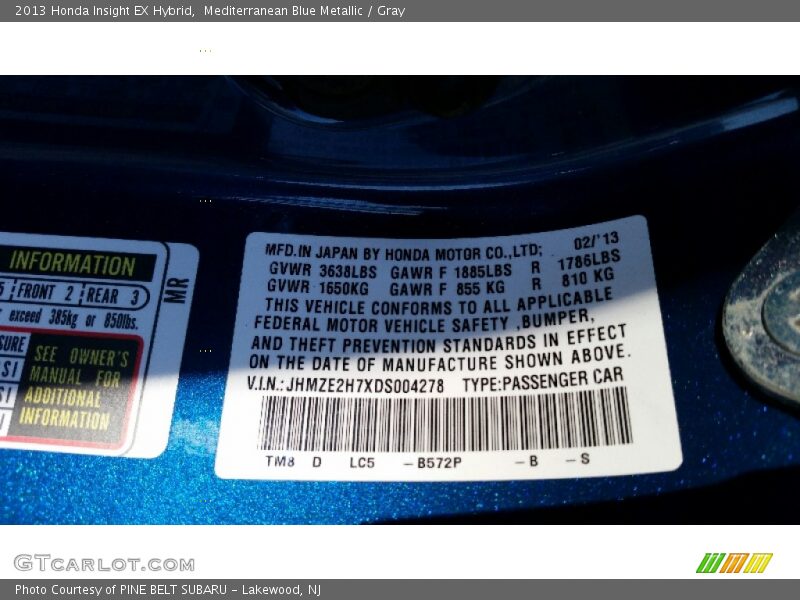 2013 Honda Insight EX Hybrid,  Mediterranean Blue Metallic / Gray
INFORMATION
5 FRONT 2 REAR 3
exceed 385kg or 850lbs.
SEE OWNER'S
MANUAL FOR
ADDITIONAL
INFORMATION
MR
MFD.IN JAPAN BY HONDA MOTOR CO.,LTD; 02/'13
GVWR 3638LBS GAWR F 1885LBS R 1786LBS
GVWR 1650KG GAWR F 855 KG R 810 KG
THIS VEHICLE CONFORMS TO ALL APPLICABLE
FEDERAL MOTOR VEHICLE SAFETY ,BUMPER,
AND THEFT PREVENTION STANDARDS IN EFFECT
ON THE DATE OF MANUFACTURE SHOWN ABOVE.
V.I.N.: JHMZE2H7XDS004278 TYPE:PASSENGER CAR
TM8 D LC5 -B572P -B -S
GTCarlot.com
Photo Courtesy of PINE BELT SUBARU - Lakewood, NJ